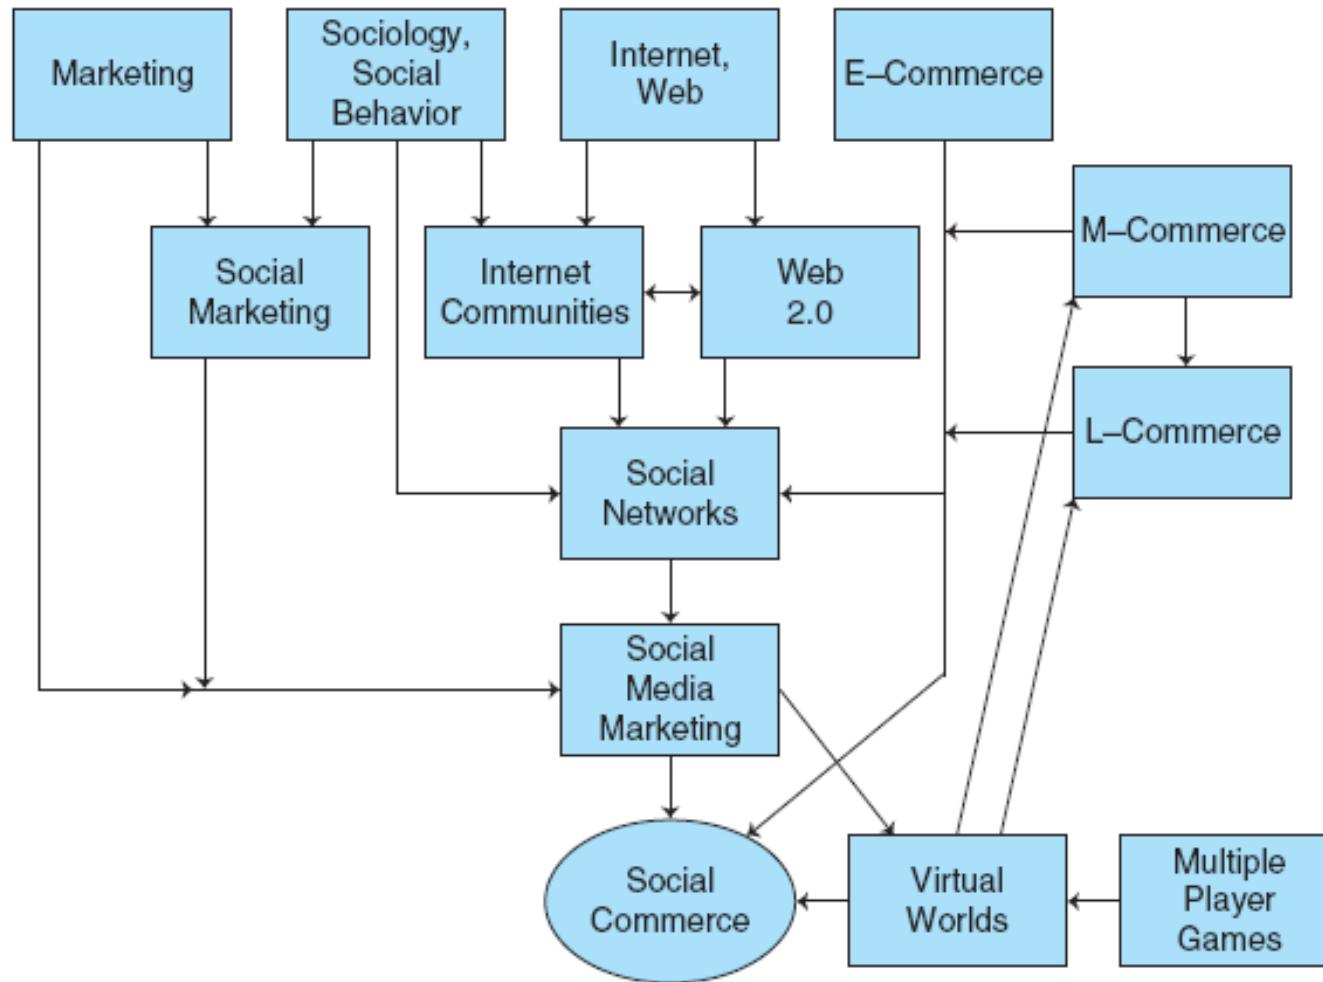 Marketing
Sociology,
Social
Behavior
Internet,
Web
E–Commerce
M–Commerce
Social
Marketing
Internet
Communities
Web
2.0
L–Commerce
Social
Networks
Social
Media
Marketing
Social
Commerce
Virtual
Worlds
Multiple
Player
Games